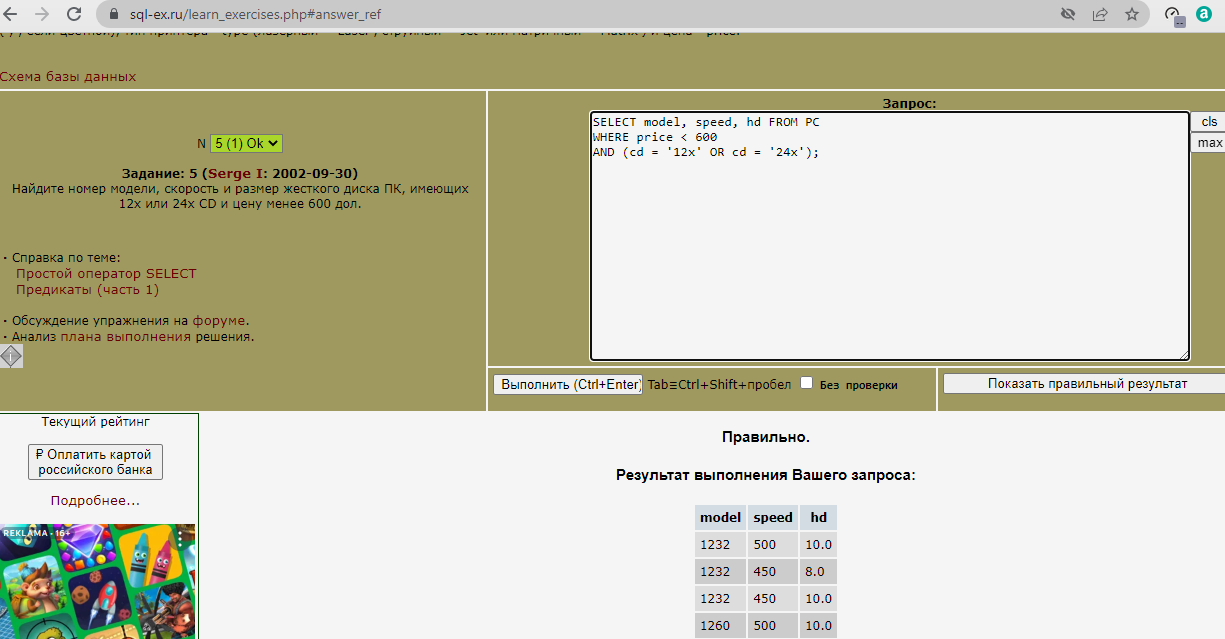 sql-ex.ru/learn_exercises.php#answer_ref
Схема базы данных
N 5 (1) Ok
Задание: 5 (Serge I: 2002-09-30)
Найдите номер модели, скорость и размер жесткого диска ПК, имеющих
12x или 24x CD и цену менее 600 дол.
· Справка по теме:
Простой оператор SELECT
Предикаты (часть 1)
· Обсуждение упражнения на форуме.
· Анализ плана выполнения решения.
Запрос:
SELECT model, speed, hd FROM PC
WHERE price < 600
AND (cd = '12x' OR cd = '24x');
cls
max
Выполнить (Ctrl+Enter) Tab≡Ctrl+Shift+пробел Без проверки
Показать правильный результат
Текущий рейтинг
₽ Оплатить картой
российского банка
Подробнее...
REKLAMA · 16+
Правильно.
Результат выполнения Вашего запроса:
model speed hd
1232 500 10.0
1232 450 8.0
1232 450 10.0
1260 500 10.0